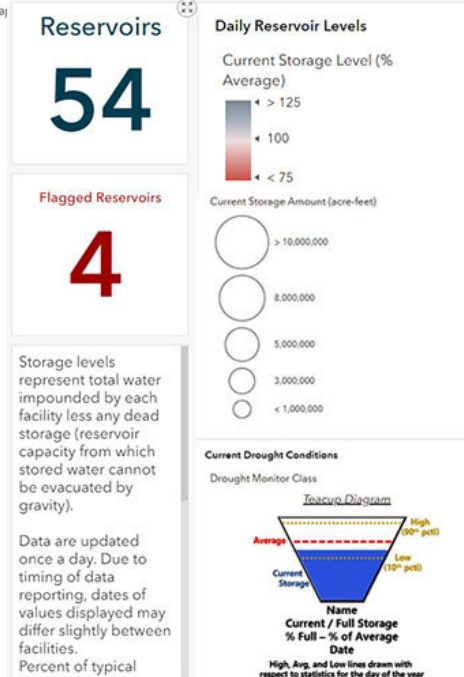 Reservoirs
54
Flagged Reservoirs
4
Storage levels
represent total water
impounded by each
facility less any dead
storage (reservoir
capacity from which
stored water cannot
be evacuated by
gravity).
Data are updated
once a day. Due to
timing of data
reporting, dates of
values displayed may
differ slightly between
facilities.
Percent of typical
Daily Reservoir Levels
Current Storage Level (%
Average)
> 125
100
< 75
Current Storage Amount (acre-feet)
> 10,000,000
8,000,000
5,000,000
3,000,000
< 1,000,000
Current Drought Conditions
Drought Monitor Class
Teacup Diagram
High
(90th pctl)
Average
Low
(10th pctl)
Current
Storage
Name
Current / Full Storage
% Full – % of Average
Date
High, Avg, and Low lines drawn with
respect to statistics for the day of the year